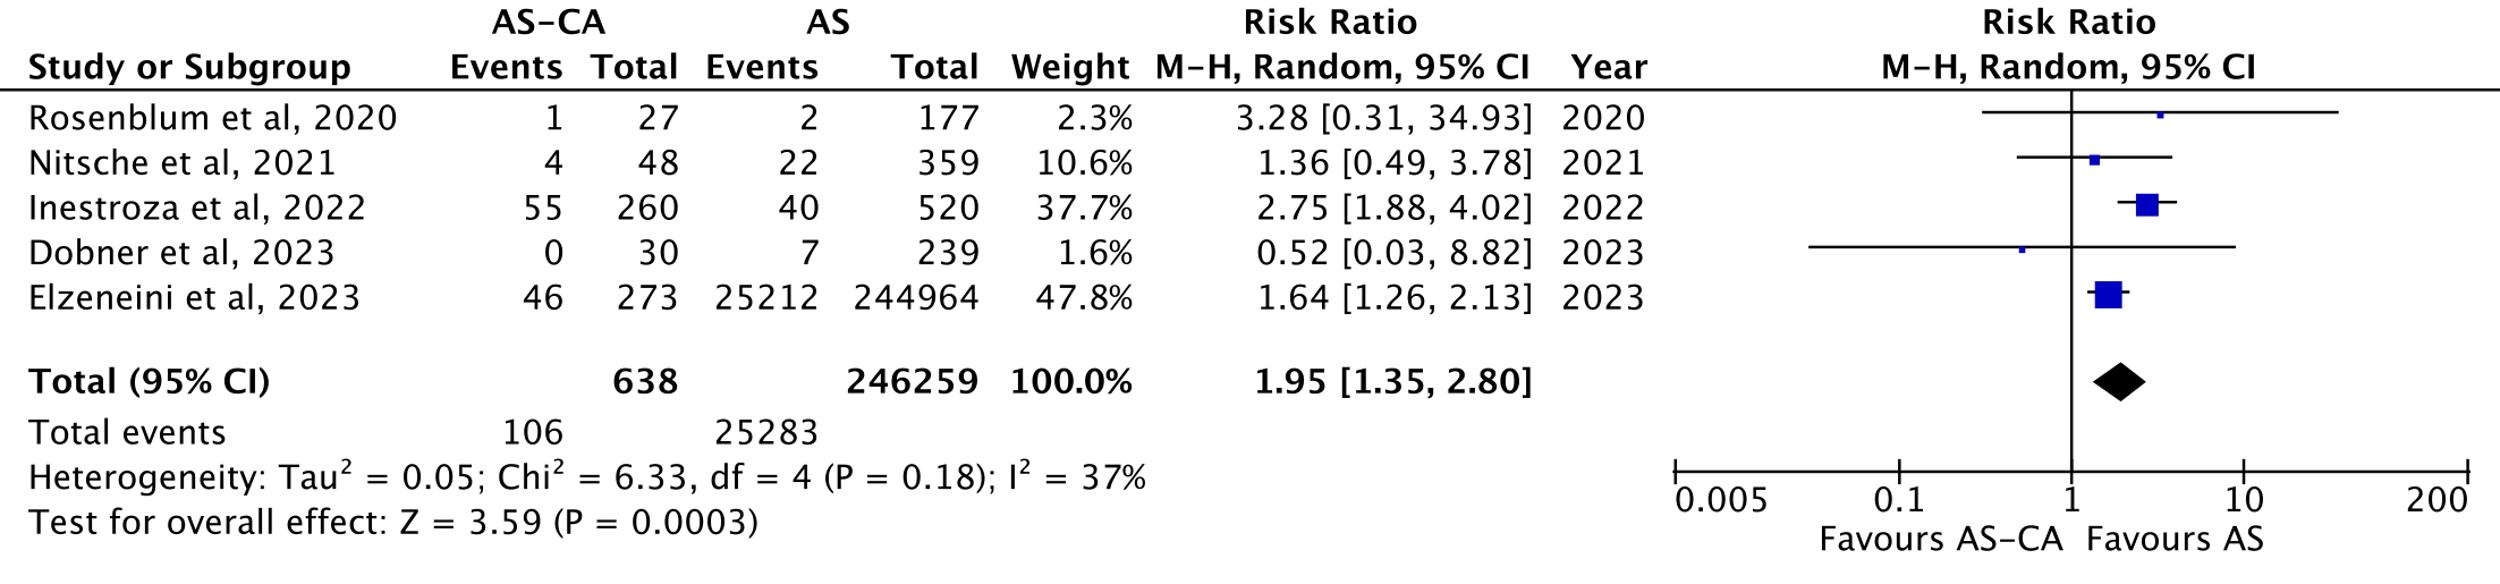 AS−CA AS Risk Ratio Risk Ratio
Study or Subgroup Events Total Events Total Weight M−H, Random, 95% CI Year M−H, Random, 95% CI
Rosenblum et al, 2020 1 27 2 177 2.3% 3.28 [0.31, 34.93] 2020
Nitsche et al, 2021 4 48 22 359 10.6% 1.36 [0.49, 3.78] 2021
Inestroza et al, 2022 55 260 40 520 37.7% 2.75 [1.88, 4.02] 2022
Dobner et al, 2023 0 30 7 239 1.6% 0.52 [0.03, 8.82] 2023
Elzeneini et al, 2023 46 273 25212 244964 47.8% 1.64 [1.26, 2.13] 2023
Total (95% CI) 638 246259 100.0% 1.95 [1.35, 2.80]
Total events 106 25283
Heterogeneity: Tau² = 0.05; Chi² = 6.33, df = 4 (P = 0.18); I² = 37%
Test for overall effect: Z = 3.59 (P = 0.0003)
0.005 0.1 1 10 200
Favours AS−CA Favours AS